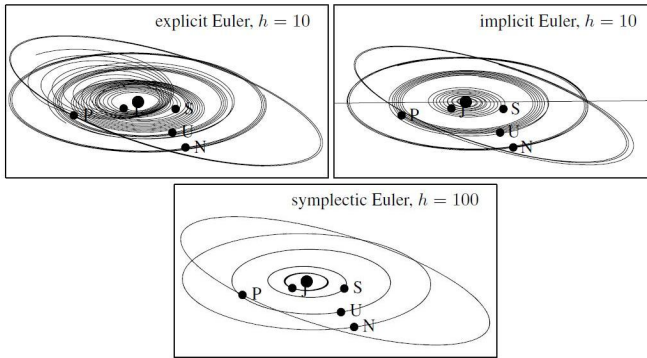 explicit Euler, h = 10
P
J
S
U
N
implicit Euler, h = 10
P
J
S
U
N
symplectic Euler, h = 100
P
J
S
U
N